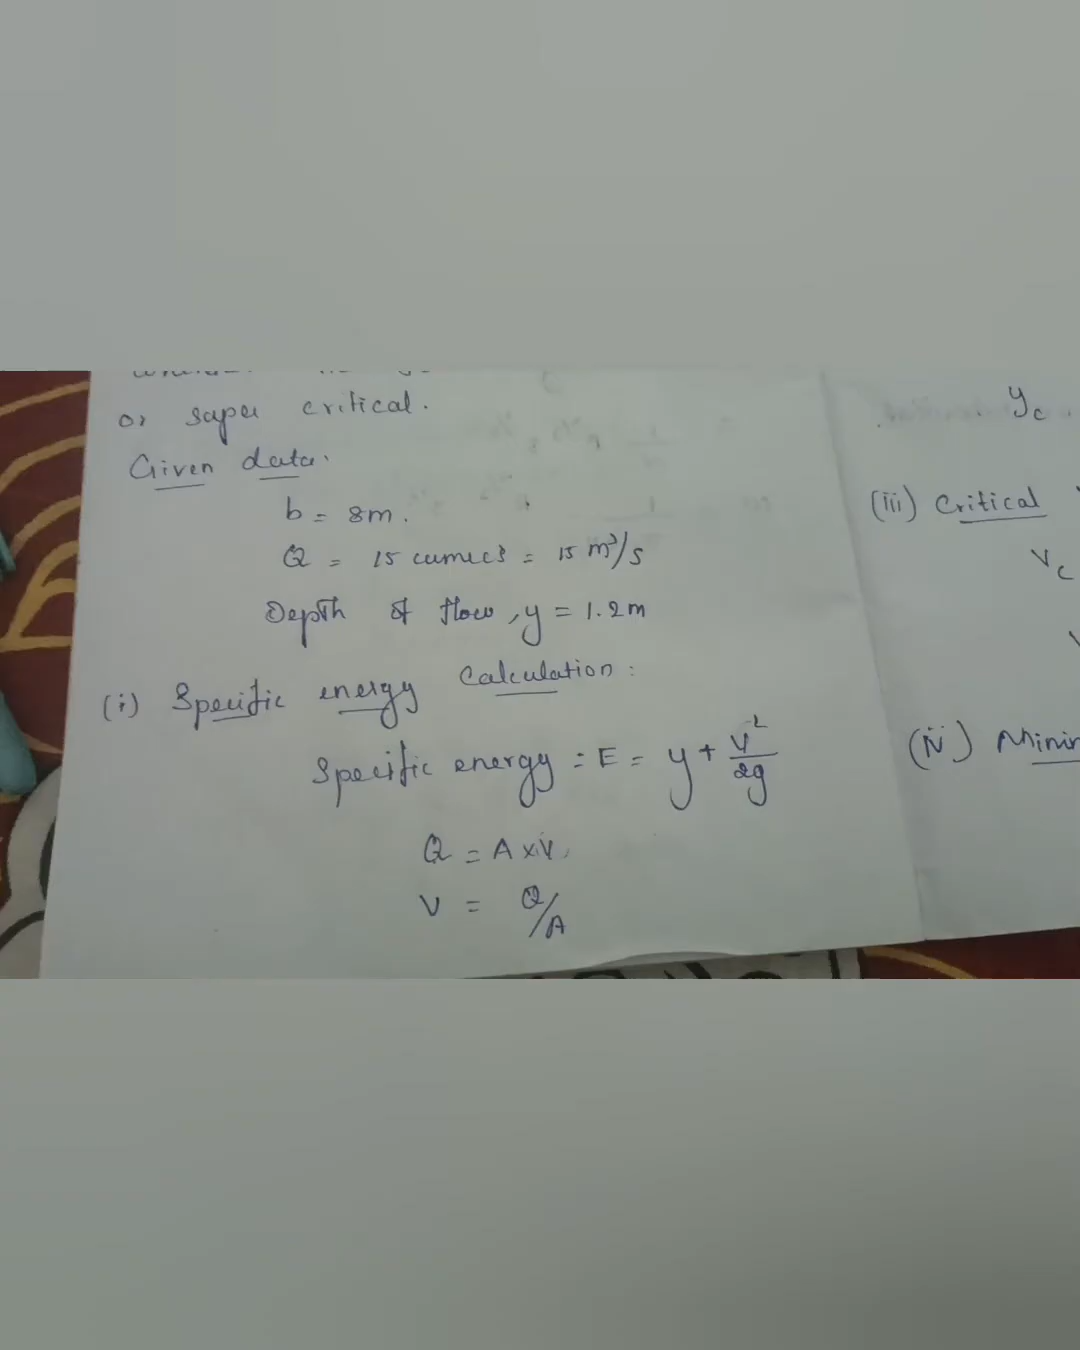 or super critical.
Given data.
b = 8m.
Q = 15 cumecs = 15 m³/s
Depth of flow, y = 1.2m
(i) Specific energy Calculation:
Specific energy = E = y + V²/2g
Q = A × V.
V = Q/A
yc
(iii) Critical
Vc
(iv) Minim